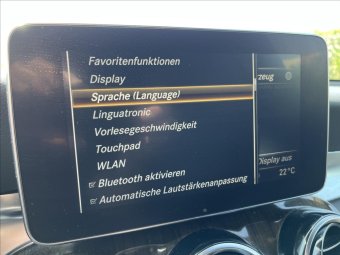 Favoritenfunktionen
Display
Sprache (Language)
Linguatronic
Vorlesegeschwindigkeit
Touchpad
WLAN
Bluetooth aktivieren
Automatische Lautstärkenanpassung
zeug
Display aus
22 °C